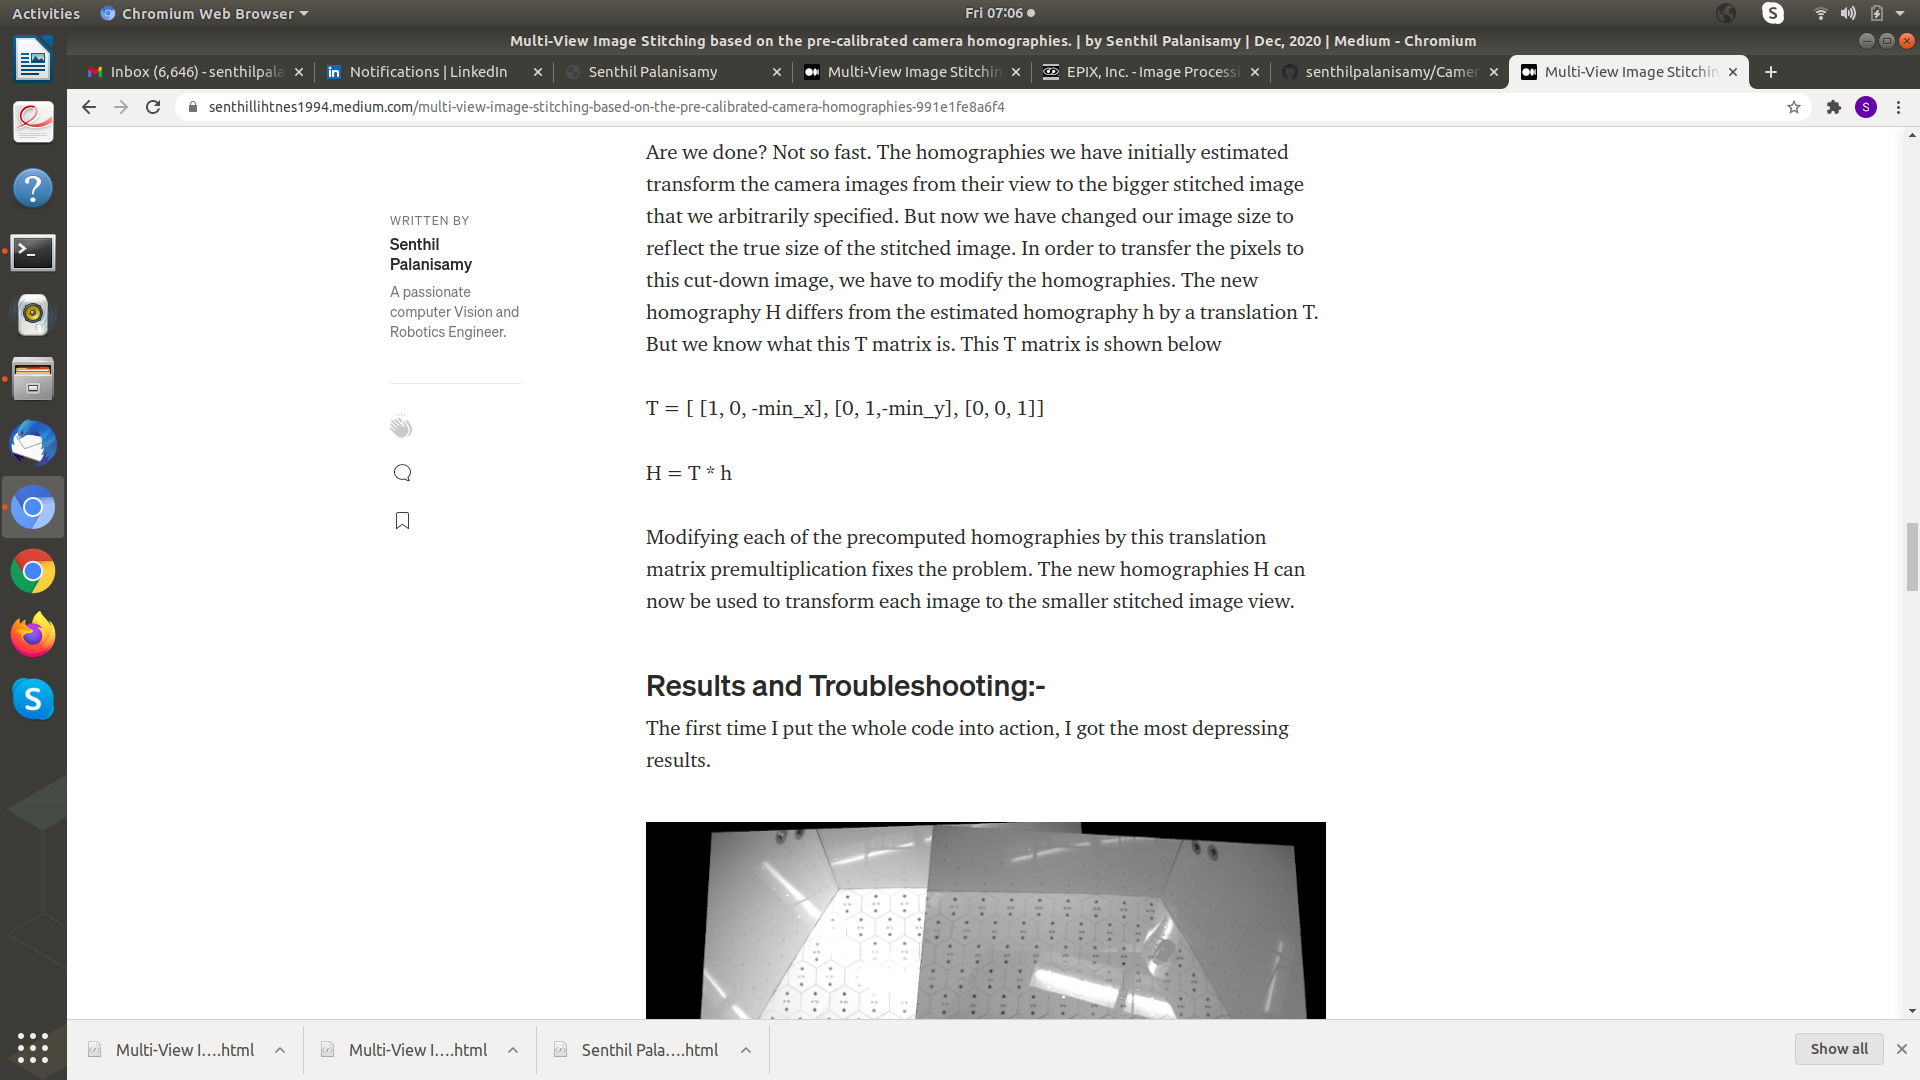 Activities
Chromium Web Browser
Fri 07:06
Multi-View Image Stitching based on the pre-calibrated camera homographies. | by Senthil Palanisamy | Dec, 2020 | Medium - Chromium
Inbox (6,646) - senthilpala
Notifications | LinkedIn
Senthil Palanisamy
Multi-View Image Stitchin
EPIX, Inc. - Image Processi
senthilpalanisamy/Camer
Multi-View Image Stitchin
senthillihtnes1994.medium.com/multi-view-image-stitching-based-on-the-pre-calibrated-camera-homographies-991e1fe8a6f4
S
WRITTEN BY
Senthil
Palanisamy
A passionate
computer Vision and
Robotics Engineer.
Are we done? Not so fast. The homographies we have initially estimated
transform the camera images from their view to the bigger stitched image
that we arbitrarily specified. But now we have changed our image size to
reflect the true size of the stitched image. In order to transfer the pixels to
this cut-down image, we have to modify the homographies. The new
homography H differs from the estimated homography h by a translation T.
But we know what this T matrix is. This T matrix is shown below
T = [ [1, 0, -min_x], [0, 1,-min_y], [0, 0, 1]]
H = T * h
Modifying each of the precomputed homographies by this translation
matrix premultiplication fixes the problem. The new homographies H can
now be used to transform each image to the smaller stitched image view.
Results and Troubleshooting:-
The first time I put the whole code into action, I got the most depressing
results.
Multi-View I....html
Multi-View I....html
Senthil Pala....html
Show all